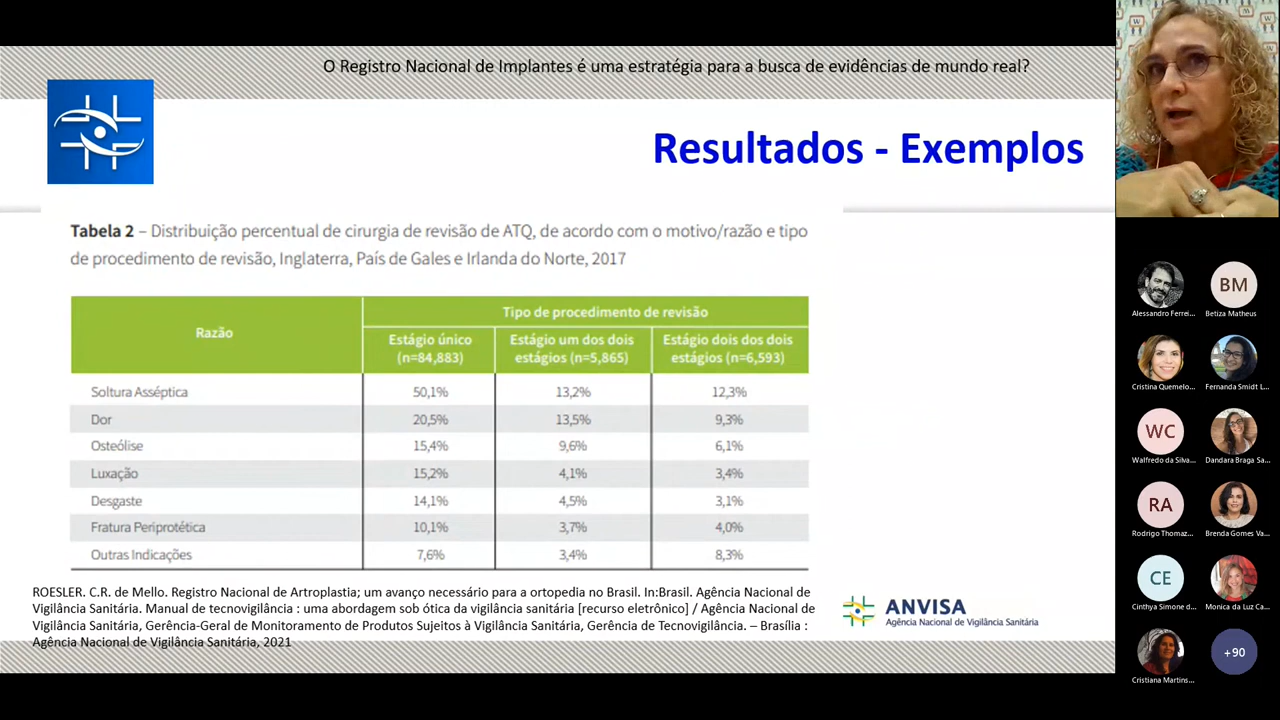 O Registro Nacional de Implantes é uma estratégia para a busca de evidências de mundo real?
Resultados - Exemplos
Tabela 2 – Distribuição percentual de cirurgia de revisão de ATQ, de acordo com o motivo/razão e tipo
de procedimento de revisão, Inglaterra, País de Gales e Irlanda do Norte, 2017
Razão
Tipo de procedimento de revisão
Estágio único
(n=84,883)
Estágio um dos dois
estágios (n=5,865)
Estágio dois dos dois
estágios (n=6,593)
Soltura Asséptica 50,1% 13,2% 12,3%
Dor 20,5% 13,5% 9,3%
Osteólise 15,4% 9,6% 6,1%
Luxação 15,2% 4,1% 3,4%
Desgaste 14,1% 4,5% 3,1%
Fratura Periprotética 10,1% 3,7% 4,0%
Outras Indicações 7,6% 3,4% 8,3%
ROESLER. C.R. de Mello. Registro Nacional de Artroplastia; um avanço necessário para a ortopedia no Brasil. In:Brasil. Agência Nacional de
Vigilância Sanitária. Manual de tecnovigilância : uma abordagem sob ótica da vigilância sanitária [recurso eletrônico] / Agência Nacional de
Vigilância Sanitária, Gerência-Geral de Monitoramento de Produtos Sujeitos à Vigilância Sanitária, Gerência de Tecnovigilância. – Brasília :
Agência Nacional de Vigilância Sanitária, 2021
ANVISA
Agência Nacional de Vigilância Sanitária
Alessandro Ferrei...
BM
Betiza Matheus
Cristina Quemelo...
Fernanda Smidt L...
WC
Walfredo da Silva...
Dandara Braga Sa...
RA
Rodrigo Thomaz...
Brenda Gomes Va...
CE
Cinthya Simone d...
Monica da Luz Ca...
Cristiana Martins...
+90